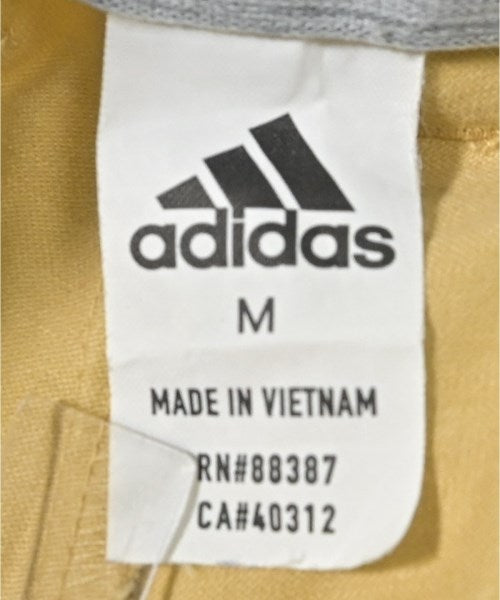 adidas
M
MADE IN VIETNAM
RN#88387
CA#40312